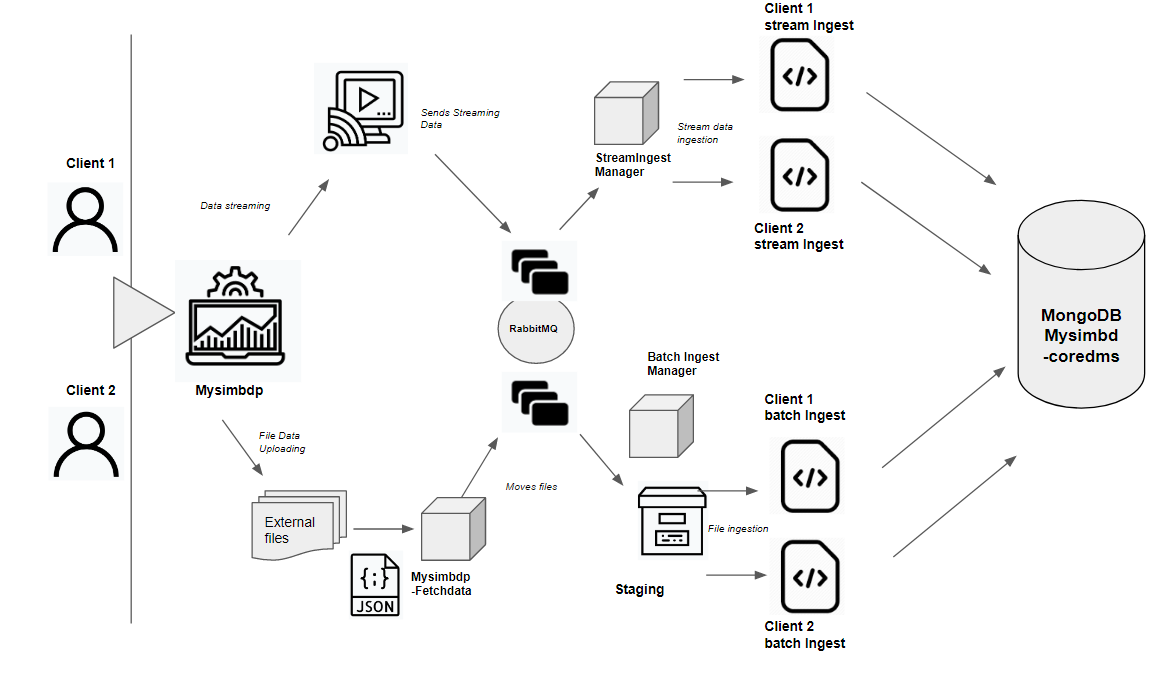 Client 1
stream Ingest
Sends Streaming
Data
Stream data
ingestion
StreamIngest
Manager
Client 1
Data streaming
Client 2
stream Ingest
RabbitMQ
MongoDB
Mysimbd
-coredms
Batch Ingest
Manager
Client 2
Mysimbdp
Client 1
batch Ingest
File Data
Uploading
Moves files
External
files
File ingestion
{;}
JSON
Mysimbdp
-Fetchdata
Staging
Client 2
batch Ingest